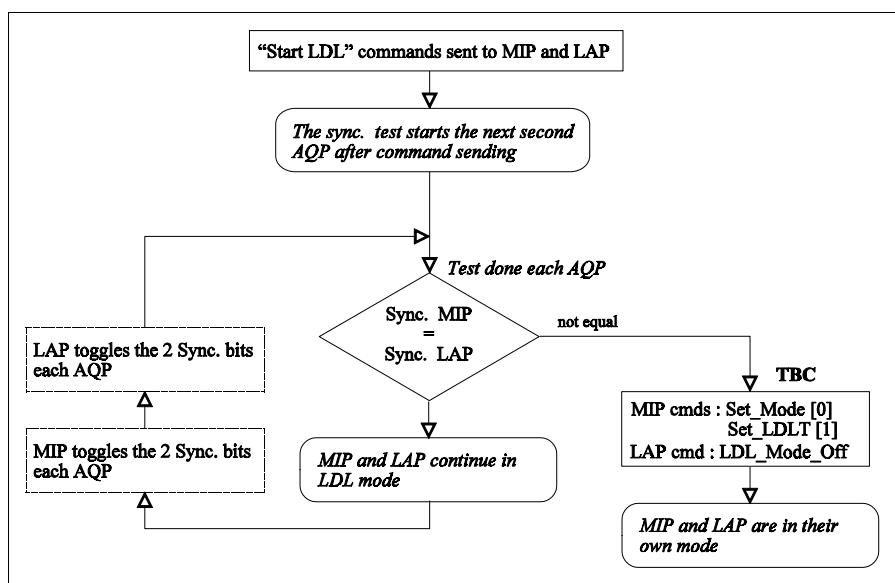 “Start LDL” commands sent to MIP and LAP
The sync. test starts the next second
AQP after command sending
Test done each AQP
Sync. MIP
=
Sync. LAP
not equal
LAP toggles the 2 Sync. bits
each AQP
MIP toggles the 2 Sync. bits
each AQP
MIP and LAP continue in
LDL mode
TBC
MIP cmds : Set_Mode [0]
Set_LDLT [1]
LAP cmd : LDL_Mode_Off
MIP and LAP are in their
own mode